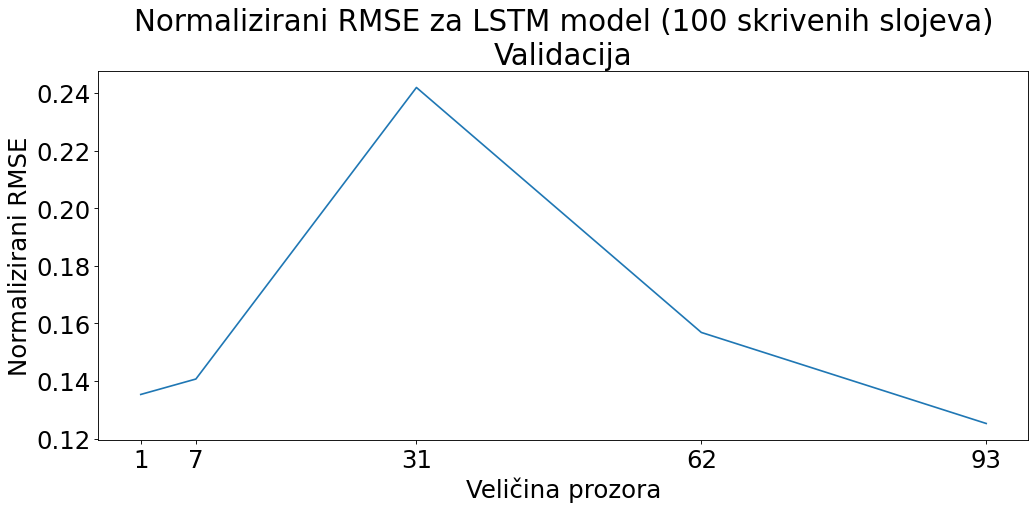 Normalizirani RMSE za LSTM model (100 skrivenih slojeva)
Validacija
Normalizirani RMSE
0.24
0.22
0.20
0.18
0.16
0.14
0.12
1 7 31 62 93
Veličina prozora